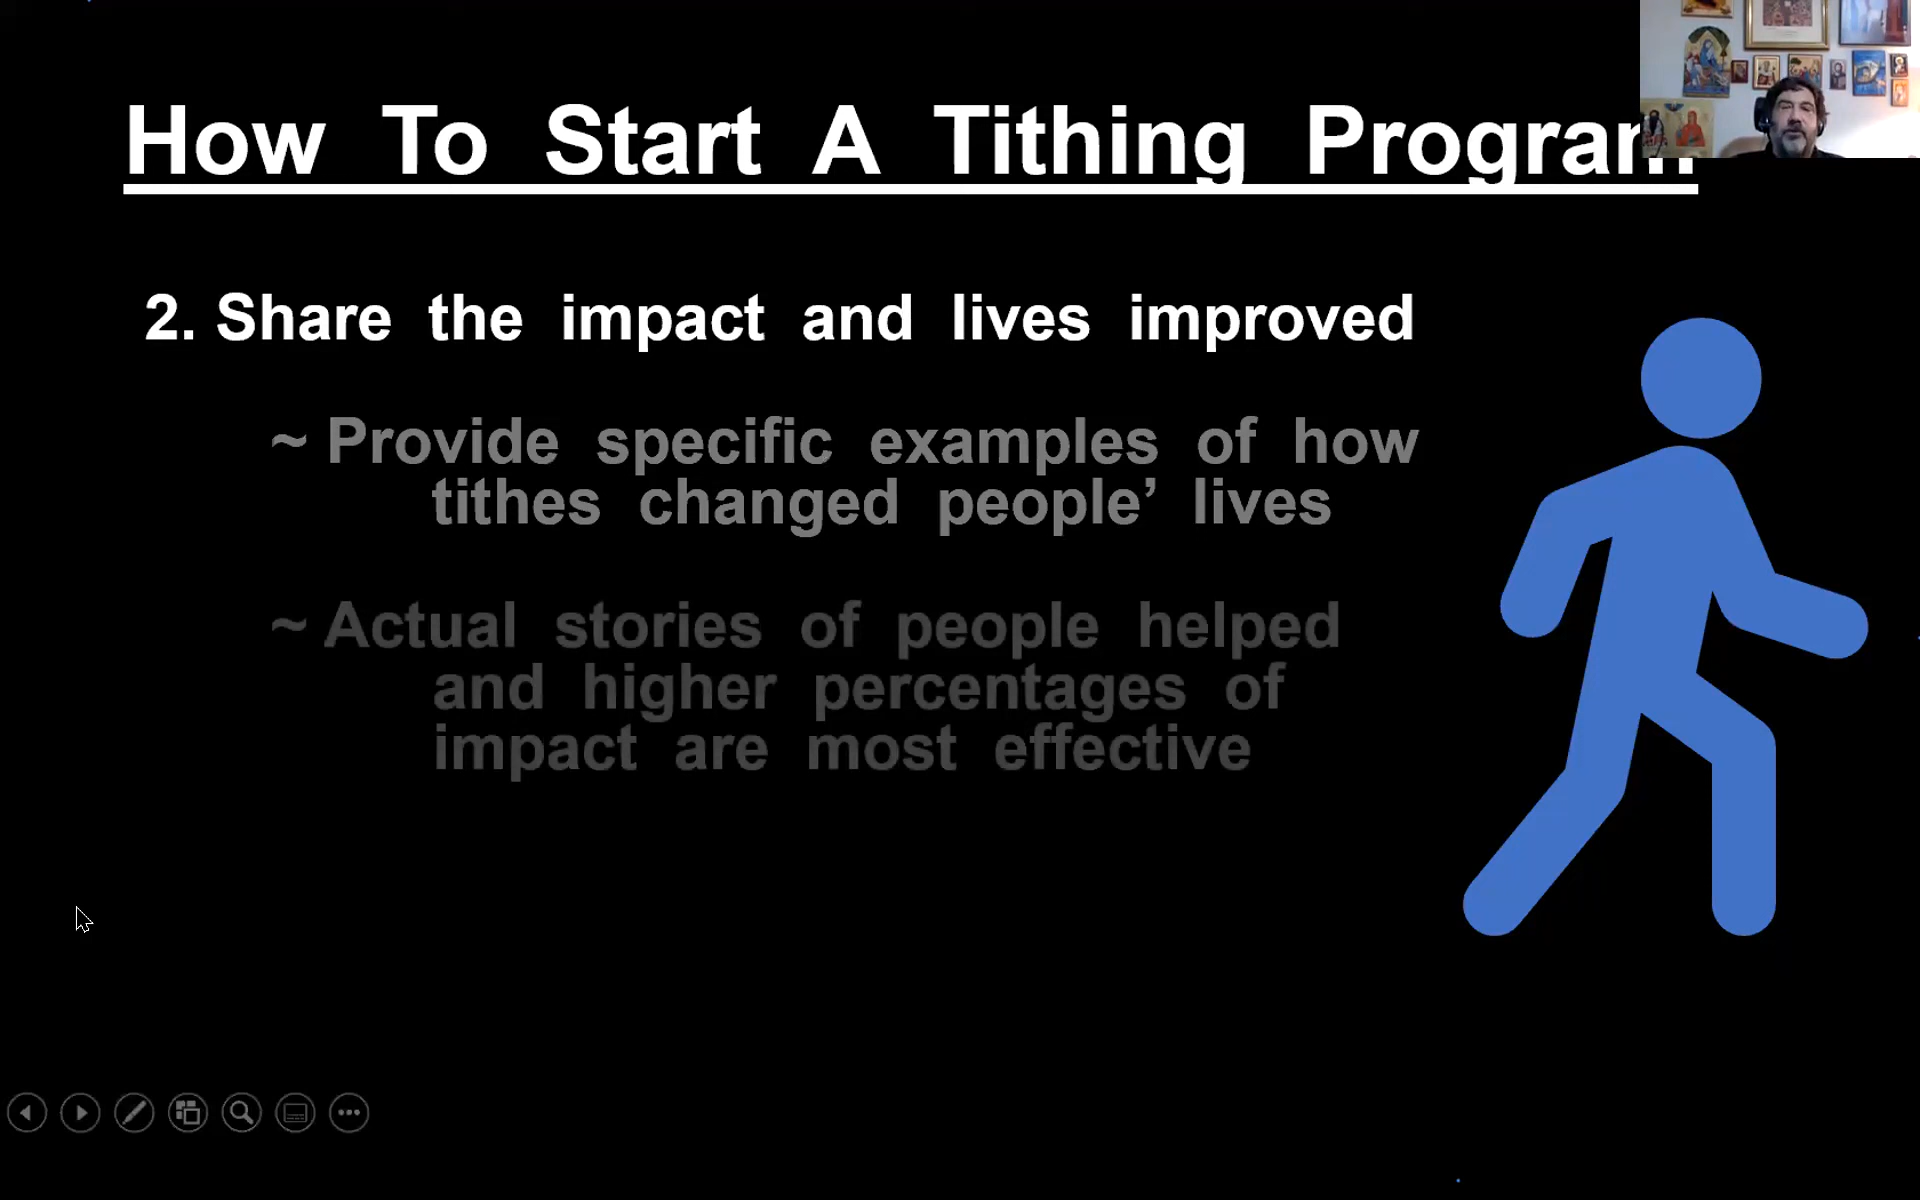 How To Start A Tithing Program
2. Share the impact and lives improved
~ Provide specific examples of how
tithes changed people’ lives
~ Actual stories of people helped
and higher percentages of
impact are most effective